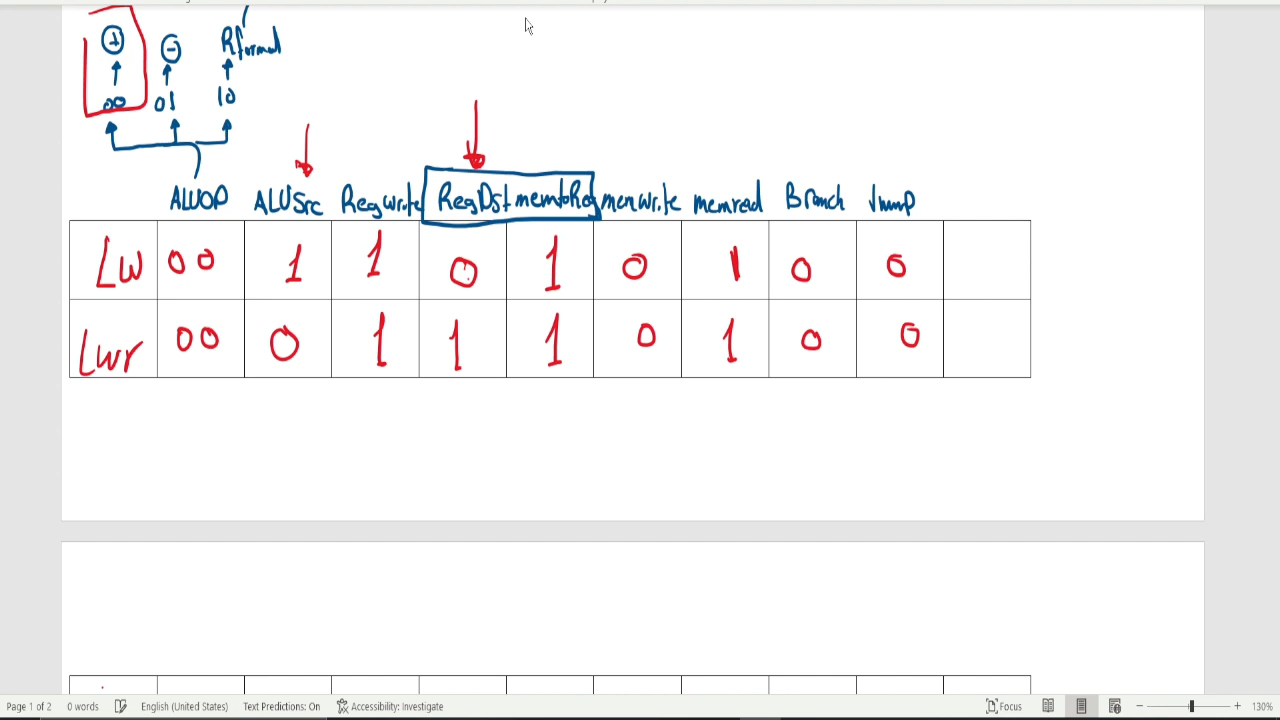 + - Rformat
00 01 10
ALUOP ALUSrc RegWrite RegDst memtoReg memWrite memread Branch Jump
Lw 00 1 1 0 1 0 1 0 0
Lwr 00 0 1 1 1 0 1 0 0
Page 1 of 2 0 words English (United States) Text Predictions: On Accessibility: Investigate Focus - + 130%